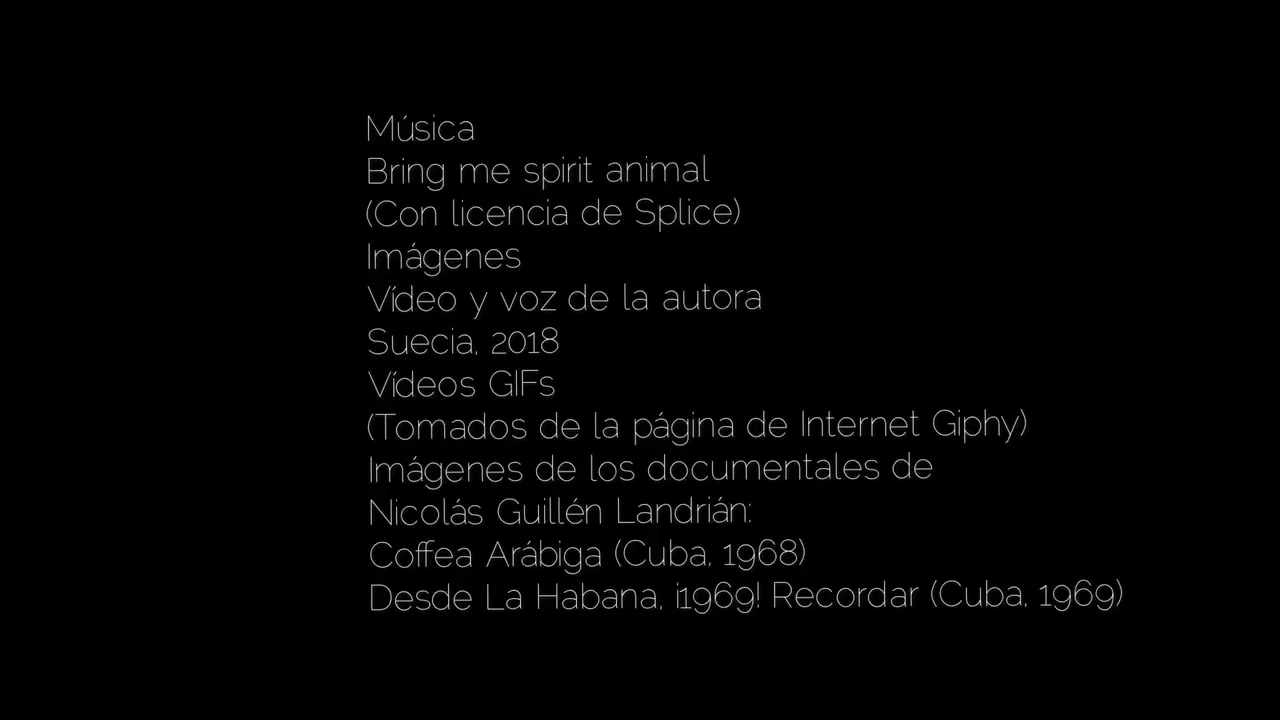 Música
Bring me spirit animal
(Con licencia de Splice)
Imágenes
Vídeo y voz de la autora
Suecia, 2018
Vídeos GIFs
(Tomados de la página de Internet Giphy)
Imágenes de los documentales de
Nicolás Guillén Landrián:
Coffea Arábiga (Cuba, 1968)
Desde La Habana, ¡1969! Recordar (Cuba, 1969)